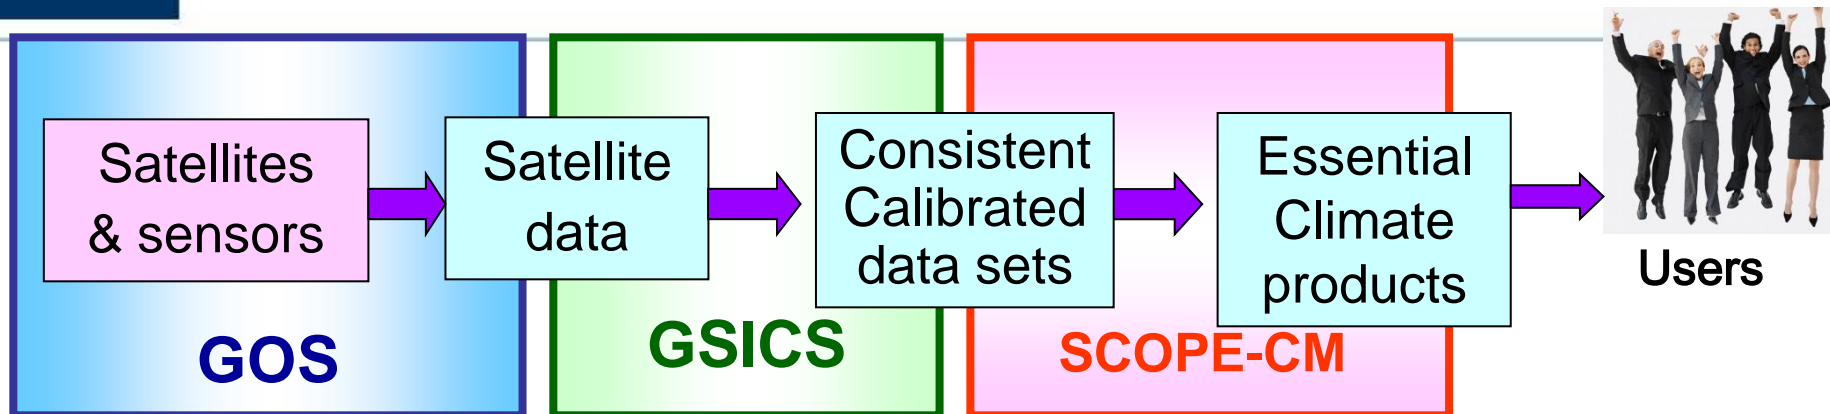 Satellites
& sensors
Satellite
data
Consistent
Calibrated
data sets
Essential
Climate
products
Users
GOS
GSICS
SCOPE-CM